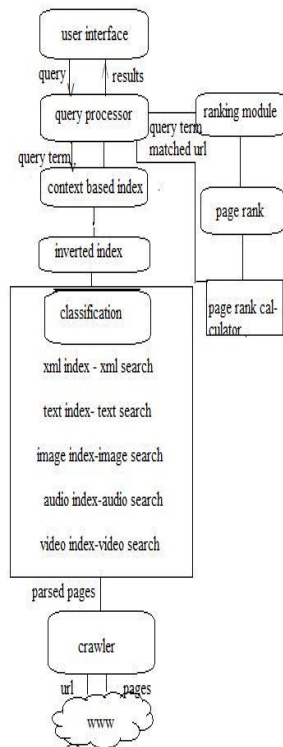 user interface
query
results
query processor
ranking module
query term
query term
matched url
context based index
page rank
inverted index
classification
page rank cal-
culator
xml index - xml search
text index- text search
image index-image search
audio index-audio search
video index-video search
parsed pages
crawler
url
pages
www